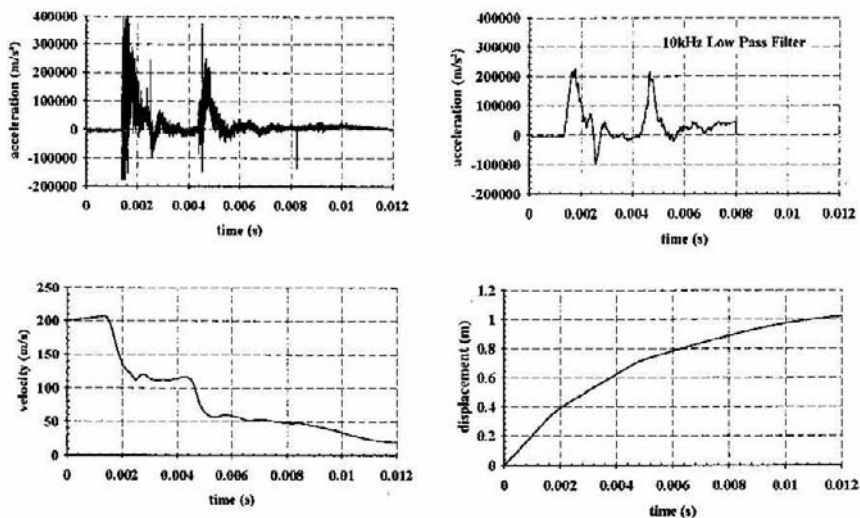 400000
300000
200000
100000
0
-100000
-200000
acceleration (m/s²)
0 0.002 0.004 0.006 0.008 0.01 0.012
time (s)
10kHz Low Pass Filter
400000
300000
200000
100000
0
-100000
-200000
acceleration (m/s²)
0 0.002 0.004 0.006 0.008 0.01 0.012
time (s)
250
200
150
100
50
0
velocity (m/s)
0 0.002 0.004 0.006 0.008 0.01 0.012
time (s)
1.2
1
0.8
0.6
0.4
0.2
0
displacement (m)
0 0.002 0.004 0.006 0.008 0.01 0.012
time (s)